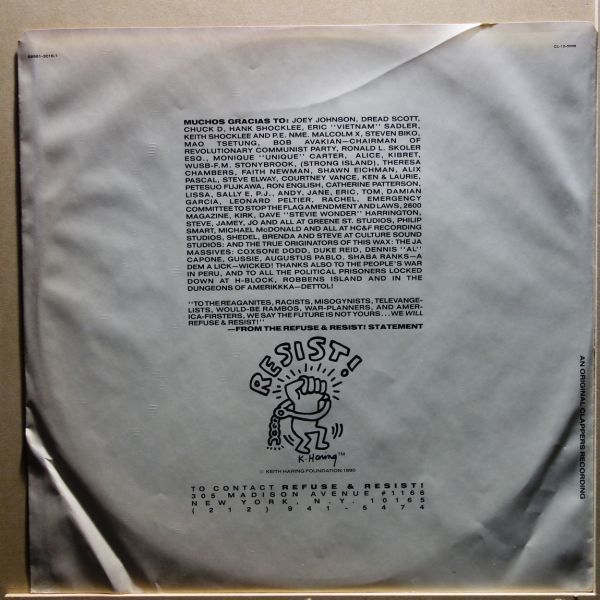 CL-12-5008
MUCHOS GRACIAS TO: JOEY JOHNSON, DREAD SCOTT,
CHUCK D, HANK SHOCKLEE, ERIC "VIETNAM" SADLER,
KEITH SHOCKLEE AND P.E. NME. MALCOLM X, STEVEN BIKO,
MAO TSETUNG, BOB AVAKIAN—CHAIRMAN OF
REVOLUTIONARY COMMUNIST PARTY, RONALD L. SKOLER
ESQ., MONIQUE "UNIQUE" CARTER, ALICE, KIBRET,
WUSB-F.M. STONYBROOK, (STRONG ISLAND), THERESA
CHAMBERS, FAITH NEWMAN, SHAWN EICHMAN, ALIX
PASCAL, STEVE ELWAY, COURTNEY VANCE, KEN & LAURIE,
PETESUO FUJKAWA, RON ENGLISH, CATHERINE PATTERSON,
LISSA, SALLY E, P.J., ANDY, JANE, ERIC, TOM, DAMIAN
GARCIA, LEONARD PELTIER, RACHEL, EMERGENCY
COMMITTEE TO STOP THE FLAG AMENDMENT AND LAWS, 2600
MAGAZINE, KIRK, DAVE "STEVIE WONDER" HARRINGTON,
STEVE, JAMEY, JO AND ALL AT GREENE ST. STUDIOS, PHILIP
SMART, MICHAEL McDONALD AND ALL AT HC&F RECORDING
STUDIOS, SHEDEL, BRENDA AND STEVE AT CULTURE SOUND
STUDIOS: AND THE TRUE ORIGINATORS OF THIS WAX: THE JA
MASSIVES: COXSONE DODD, DUKE REID, DENNIS "AL"
CAPONE, GUSSIE, AUGUSTUS PABLO, SHABA RANKS—A
DEM A LICK—WICKED! THANKS ALSO TO THE PEOPLE'S WAR
IN PERU, AND TO ALL THE POLITICAL PRISONERS LOCKED
DOWN AT H-BLOCK, ROBBENS ISLAND AND IN THE
DUNGEONS OF AMERIKKKA—DETTOL!
"TO THE REAGANITES, RACISTS, MISOGYNISTS, TELEVANGE-
LISTS, WOULD-BE RAMBOS, WAR-PLANNERS, AND AMER-
ICA-FIRSTERS, WE SAY THE FUTURE IS NOT YOURS...WE WILL
REFUSE & RESIST!"
—FROM THE REFUSE & RESIST! STATEMENT
RESIST!
K. Haring™
© KEITH HARING FOUNDATION 1990
TO CONTACT REFUSE & RESIST!
305 MADISON AVENUE #1166
NEW YORK, N.Y. 10165
(212) 941-5474
AN ORIGINAL CLAPPERS RECORDING